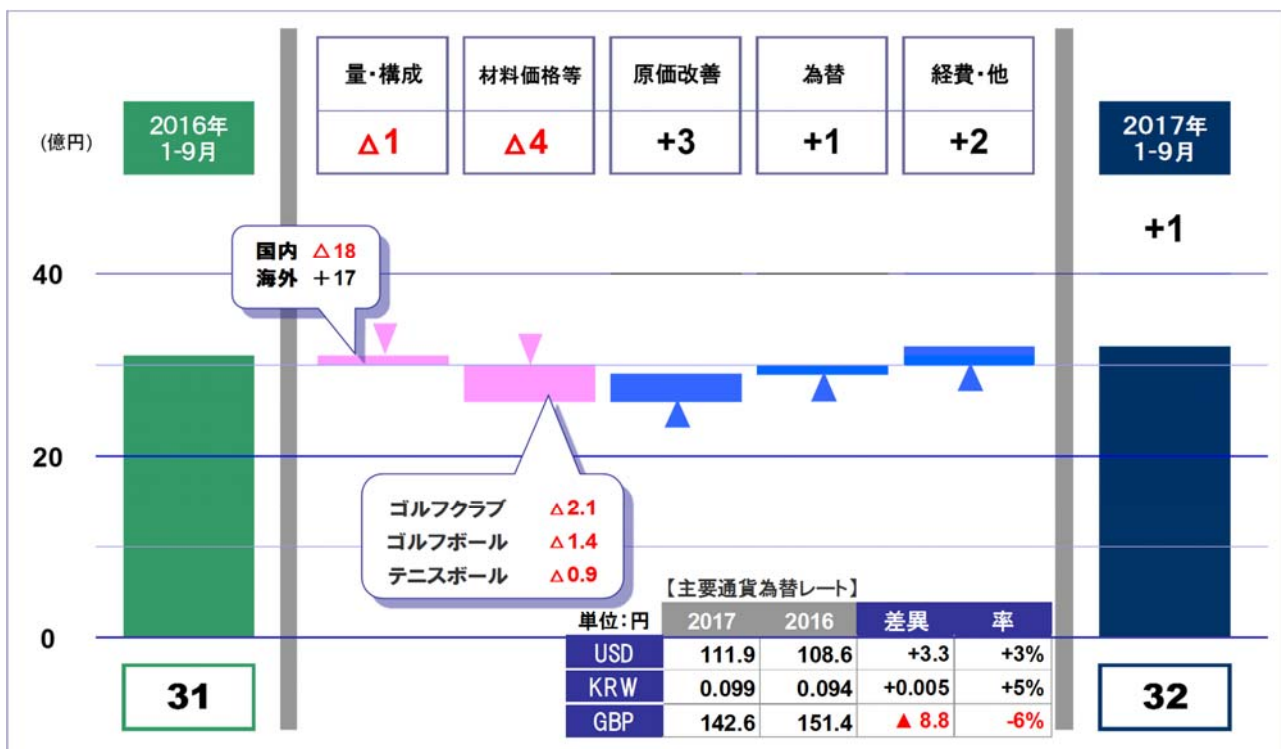 (億円)
2016年
1-9月
量・構成
△1
材料価格等
△4
原価改善
+3
為替
+1
経費・他
+2
2017年
1-9月
+1
国内 △18
海外 +17
40
20
0
ゴルフクラブ △2.1
ゴルフボール △1.4
テニスボール △0.9
【主要通貨為替レート】
単位:円 2017 2016 差異 率
USD 111.9 108.6 +3.3 +3%
KRW 0.099 0.094 +0.005 +5%
GBP 142.6 151.4 ▲ 8.8 -6%
31
32